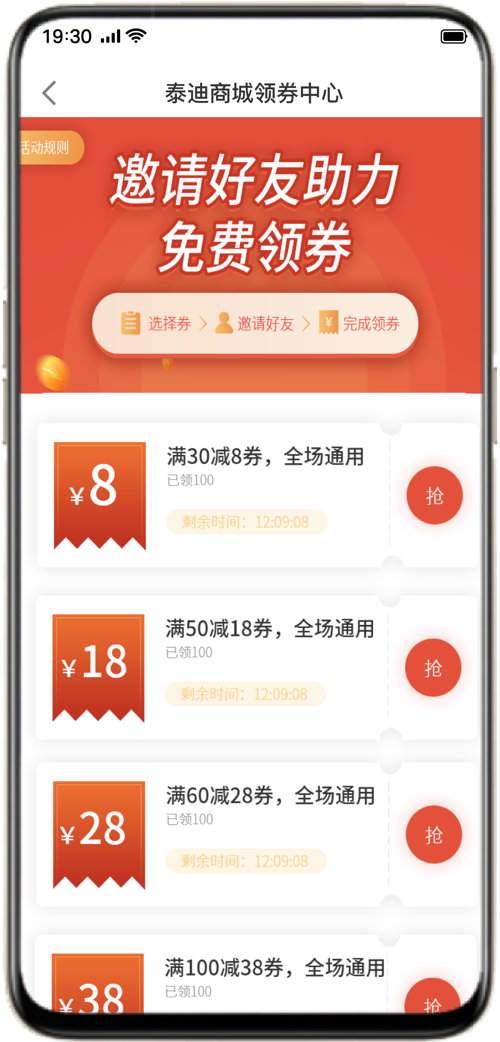 19:30
泰迪商城领券中心
活动规则
邀请好友助力
免费领券
选择券 邀请好友 ¥ 完成领券
¥8
满30减8券，全场通用
已领100
剩余时间：12:09:08
抢
¥18
满50减18券，全场通用
已领100
剩余时间：12:09:08
抢
¥28
满60减28券，全场通用
已领100
剩余时间：12:09:08
抢
¥38
满100减38券，全场通用
已领100
抢